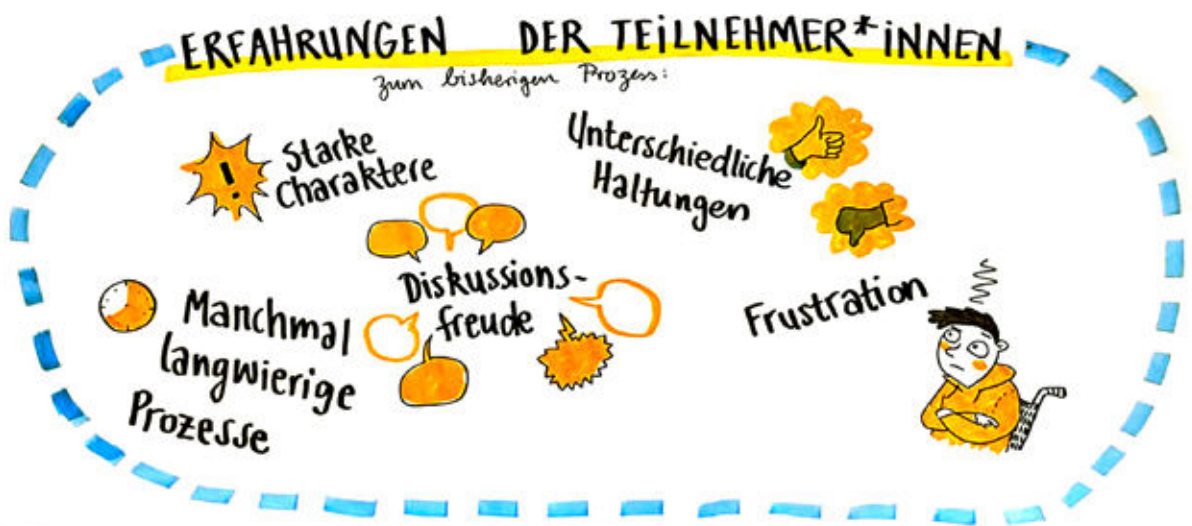 ERFAHRUNGEN DER TEiLNEHMER*iNNEN
zum bisherigen Prozess:
!
Starke
Charaktere
Unterschiedliche
Haltungen
Diskussions-
freude
Manchmal
langwierige
Prozesse
Frustration